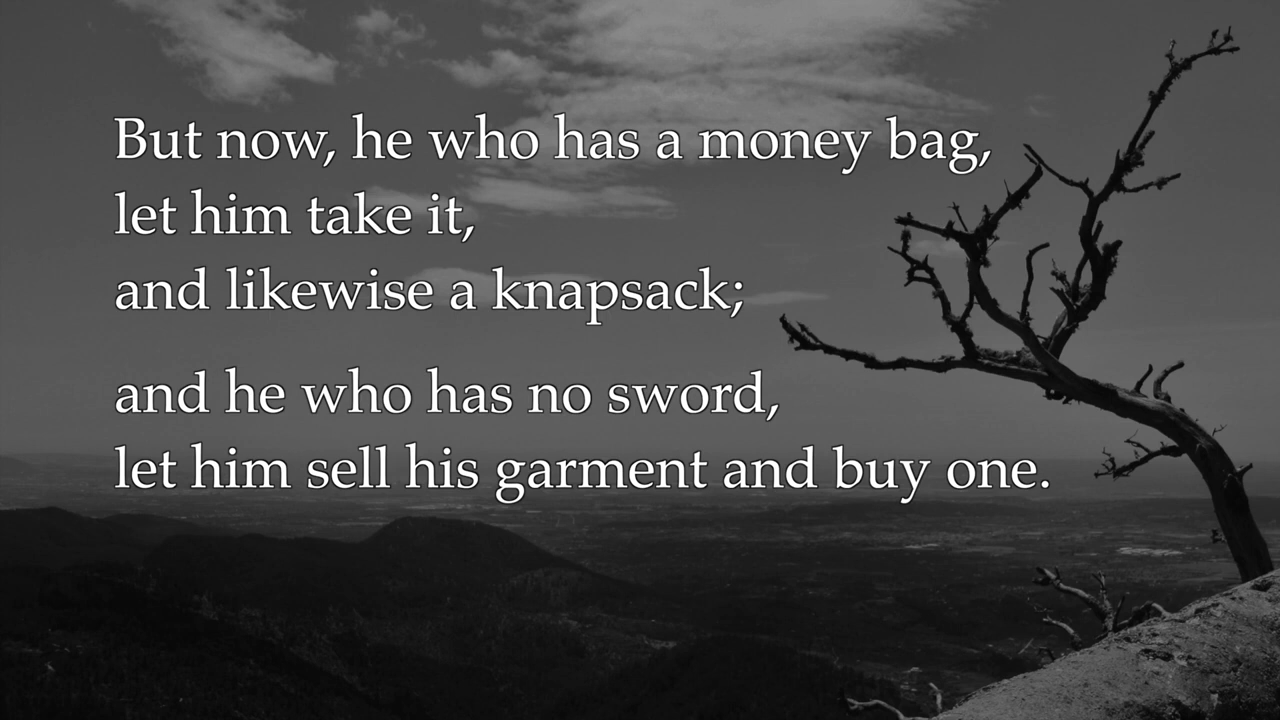 But now, he who has a money bag,
let him take it,
and likewise a knapsack;
and he who has no sword,
let him sell his garment and buy one.